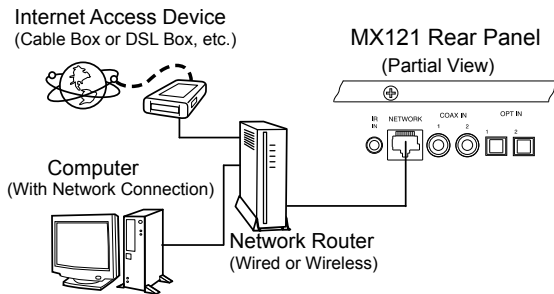 Internet Access Device
(Cable Box or DSL Box, etc.)
MX121 Rear Panel
(Partial View)
IR
IN
NETWORK
COAX IN
1
2
OPT IN
1
2
Computer
(With Network Connection)
Network Router
(Wired or Wireless)